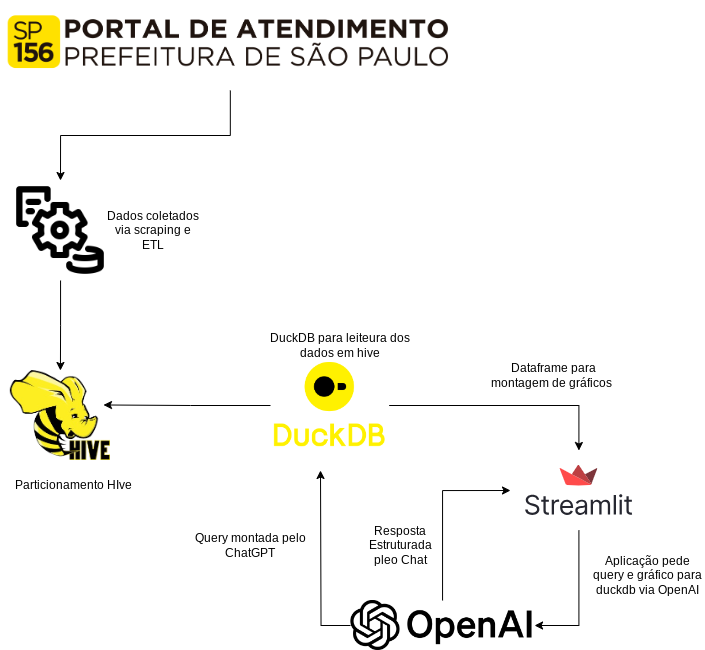 SP
156
PORTAL DE ATENDIMENTO
PREFEITURA DE SÃO PAULO
Dados coletados
via scraping e
ETL
DuckDB para leiteura dos
dados em hive
DuckDB
Dataframe para
montagem de gráficos
HIVE
Particionamento HIve
Streamlit
Query montada pelo
ChatGPT
Resposta
Estruturada
pleo Chat
Aplicação pede
query e gráfico para
duckdb via OpenAI
OpenAI